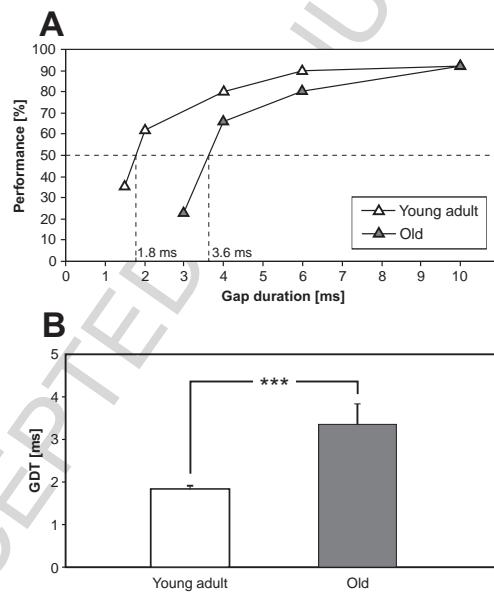 A
100
90
80
70
60
50
40
30
20
10
0
Performance [%]
1.8 ms
3.6 ms
Young adult
Old
0 1 2 3 4 5 6 7 8 9 10
Gap duration [ms]
B
5
4
3
2
1
0
GDT [ms]
***
Young adult Old